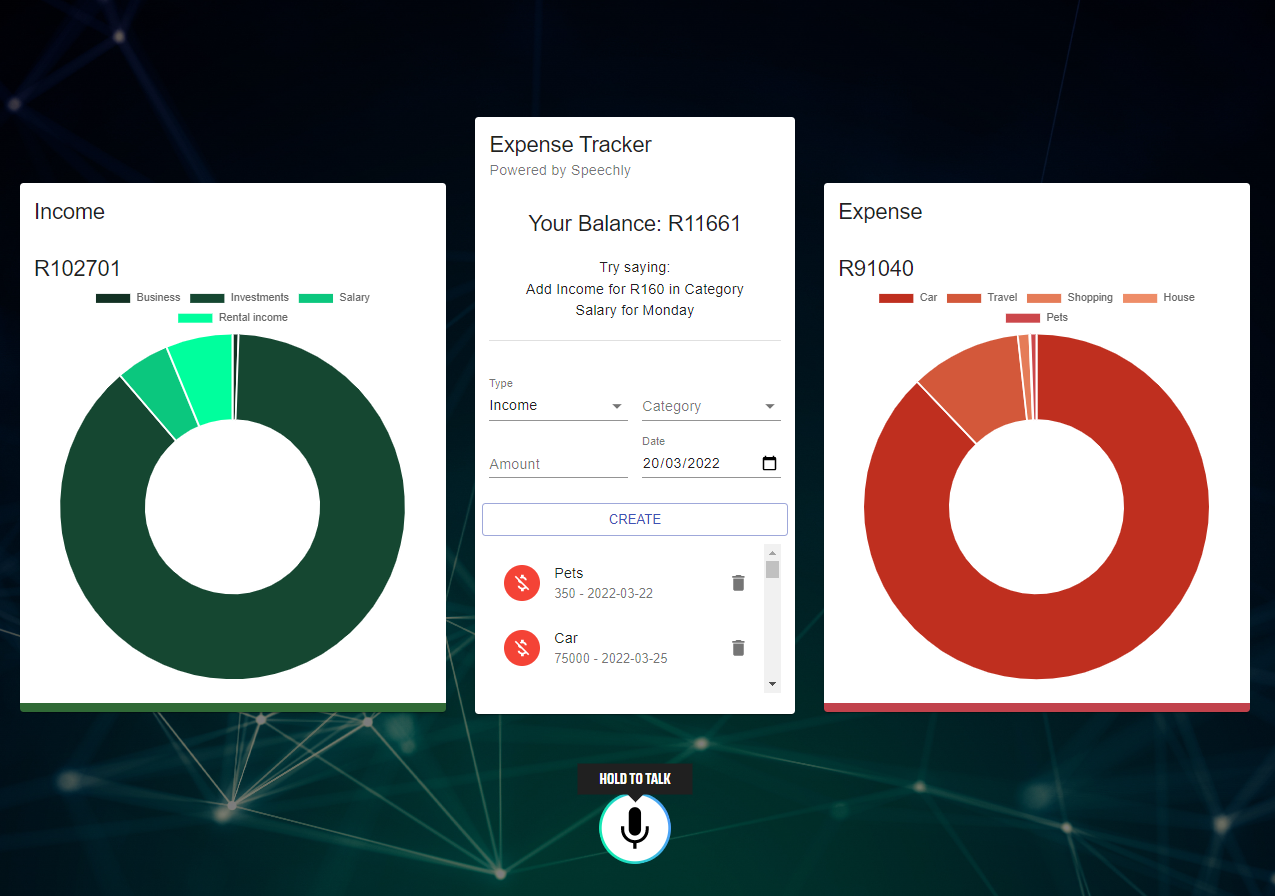 Income
R102701
Business Investments Salary
Rental income
Expense Tracker
Powered by Speechly
Your Balance: R11661
Try saying:
Add Income for R160 in Category
Salary for Monday
Type
Income
Category
Amount
Date
20/03/2022
CREATE
Pets
350 - 2022-03-22
Car
75000 - 2022-03-25
Expense
R91040
Car Travel Shopping House
Pets
HOLD TO TALK